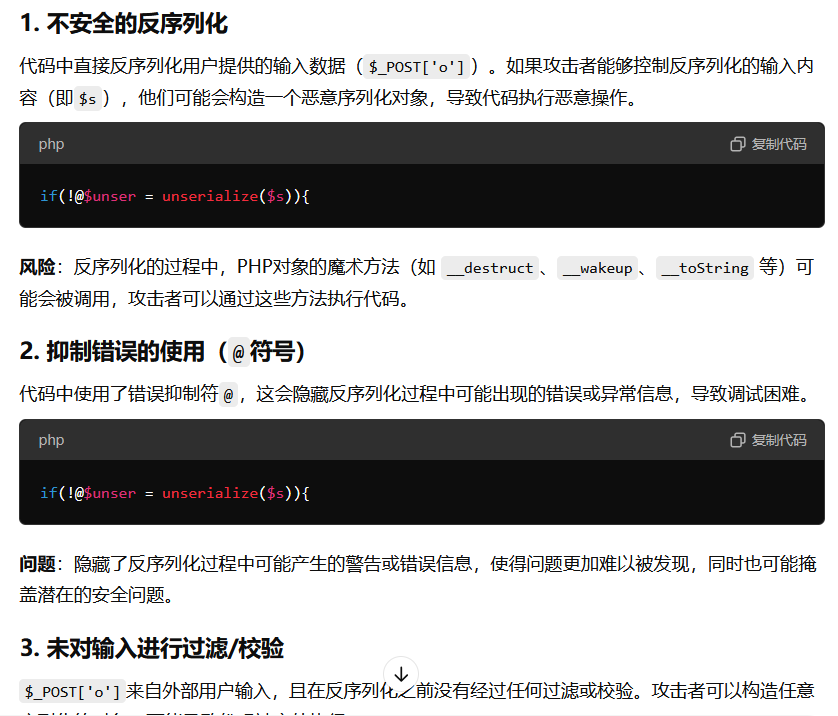 1. 不安全的反序列化
代码中直接反序列化用户提供的输入数据（$_POST['o']）。如果攻击者能够控制反序列化的输入内
容（即 $s），他们可能会构造一个恶意序列化对象，导致代码执行恶意操作。
php 复制代码
if(!@$unser = unserialize($s)){
风险：反序列化的过程中，PHP对象的魔术方法（如 __destruct、__wakeup、__toString 等）可
能会被调用，攻击者可以通过这些方法执行代码。
2. 抑制错误的使用（@符号）
代码中使用了错误抑制符 @，这会隐藏反序列化过程中可能出现的错误或异常信息，导致调试困难。
php 复制代码
if(!@$unser = unserialize($s)){
问题：隐藏了反序列化过程中可能产生的警告或错误信息，使得问题更加难以被发现，同时也可能掩
盖潜在的安全问题。
3. 未对输入进行过滤/校验
$_POST['o'] 来自外部用户输入，且在反序列化之前没有经过任何过滤或校验。攻击者可以构造任意